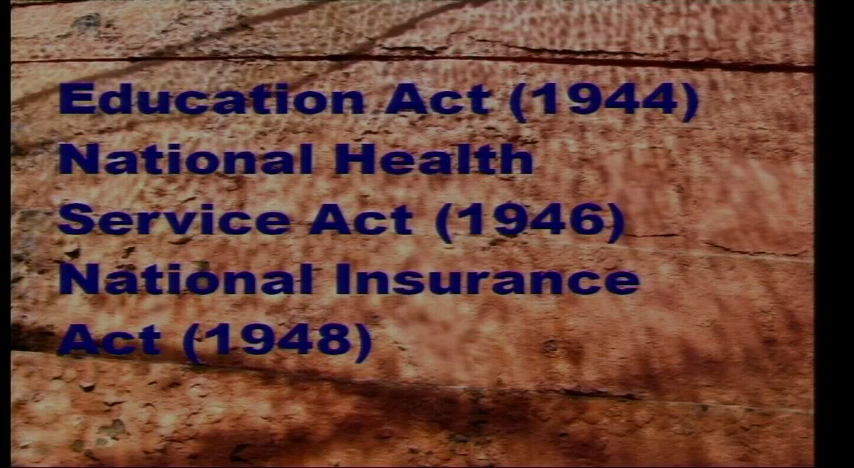 Education Act (1944)
National Health
Service Act (1946)
National Insurance
Act (1948)